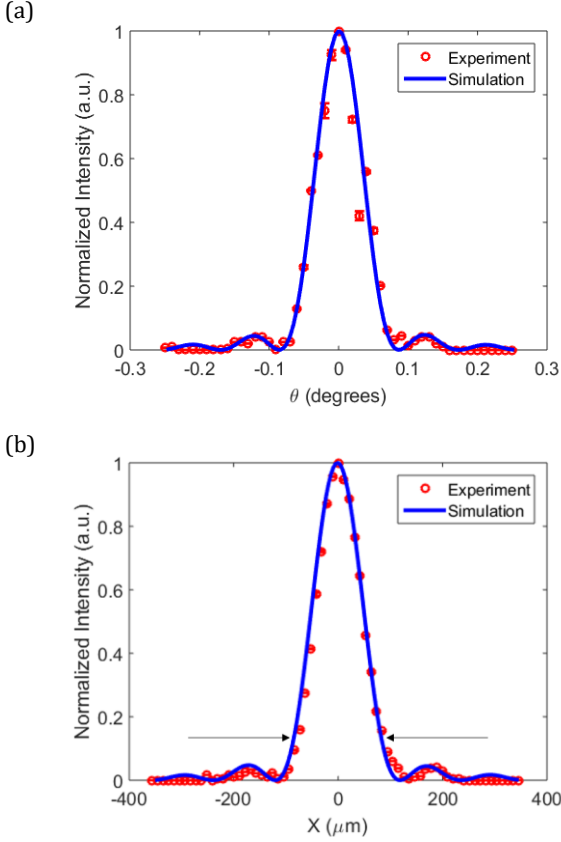 (a)
Normalized Intensity (a.u.)
1
0.8
0.6
0.4
0.2
0
Experiment
Simulation
-0.3 -0.2 -0.1 0 0.1 0.2 0.3
θ (degrees)
(b)
Normalized Intensity (a.u.)
1
0.8
0.6
0.4
0.2
0
Experiment
Simulation
-400 -200 0 200 400
X (μm)